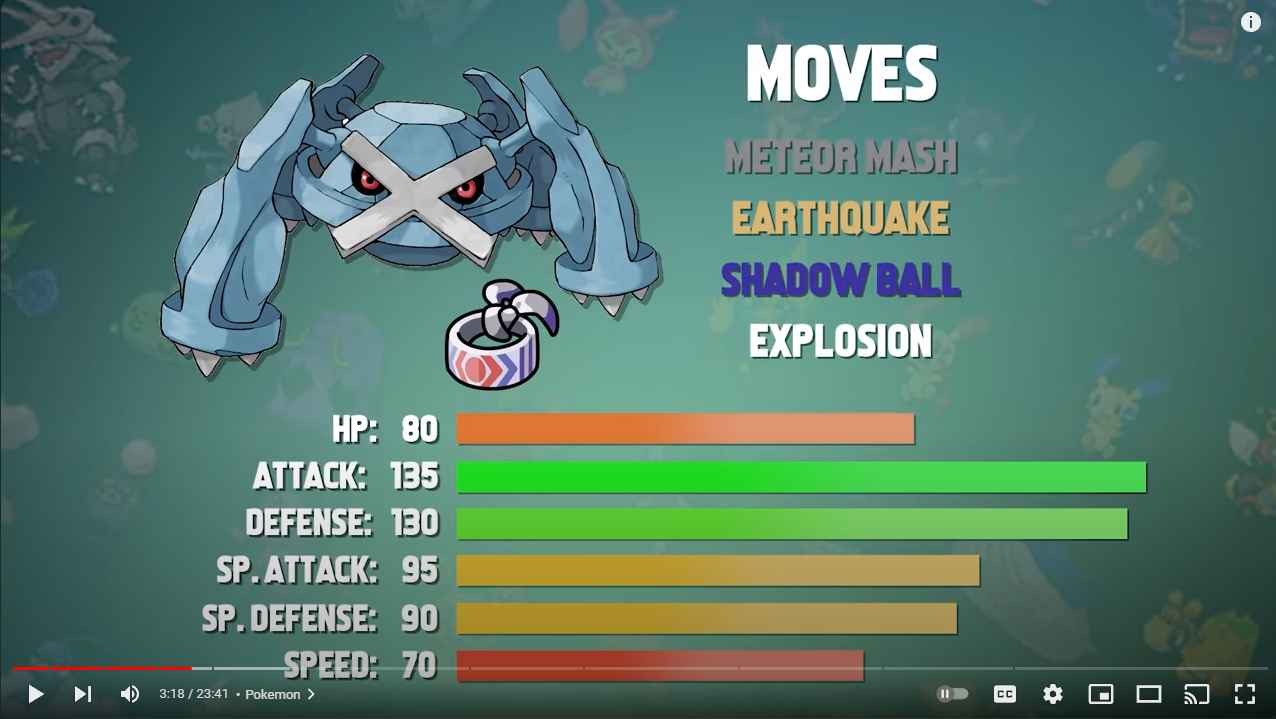 MOVES
METEOR MASH
EARTHQUAKE
SHADOW BALL
EXPLOSION
HP: 80
ATTACK: 135
DEFENSE: 130
SP. ATTACK: 95
SP. DEFENSE: 90
SPEED: 70
3:18 / 23:41 • Pokemon >
CC